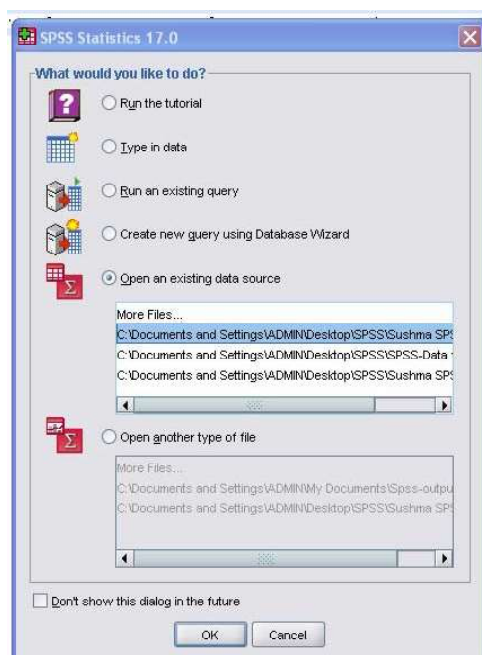 SPSS Statistics 17.0
What would you like to do?
Run the tutorial
Type in data
Run an existing query
Create new query using Database Wizard
Open an existing data source
More Files...
C:\Documents and Settings\ADMIN\Desktop\SPSS\Sushma SPS
C:\Documents and Settings\ADMIN\Desktop\SPSS\SPSS-Data
C:\Documents and Settings\ADMIN\Desktop\SPSS\Sushma SPS
Open another type of file
More Files...
C:\Documents and Settings\ADMIN\My Documents\Spss-outpu
C:\Documents and Settings\ADMIN\Desktop\SPSS\Sushma SPS
Don't show this dialog in the future
OK
Cancel